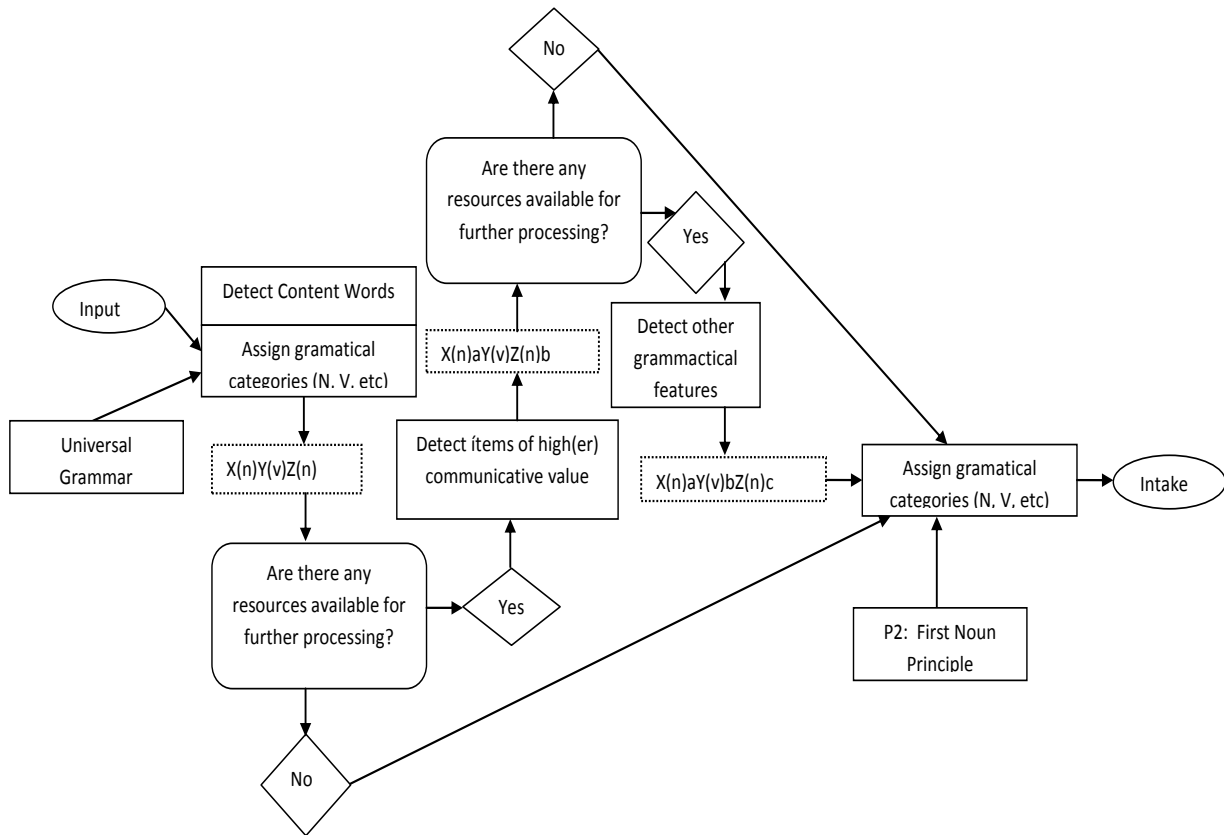 No
Are there any
resources available for
further processing?
Yes
Detect Content Words
Input
Assign gramatical
categories (N, V, etc)
X(n)aY(v)Z(n)b
Detect other
grammactical
features
Universal
Grammar
X(n)Y(v)Z(n)
Detect ítems of high(er)
communicative value
X(n)aY(v)bZ(n)c
Assign gramatical
categories (N, V, etc)
Intake
Are there any
resources available for
further processing?
Yes
P2: First Noun
Principle
No